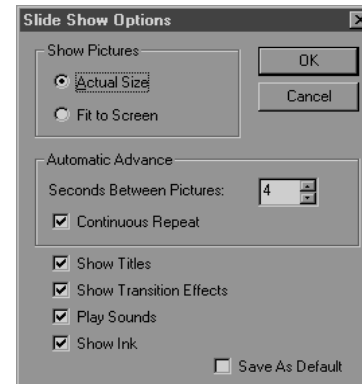 Slide Show Options
Show Pictures
Actual Size
Fit to Screen
OK
Cancel
Automatic Advance
Seconds Between Pictures: 4
Continuous Repeat
Show Titles
Show Transition Effects
Play Sounds
Show Ink
Save As Default